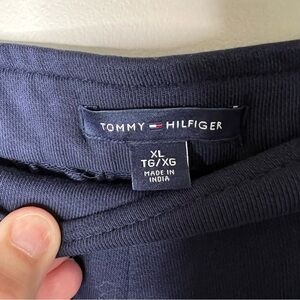 TOMMY HILFIGER
XL
TG/XG
MADE IN
INDIA